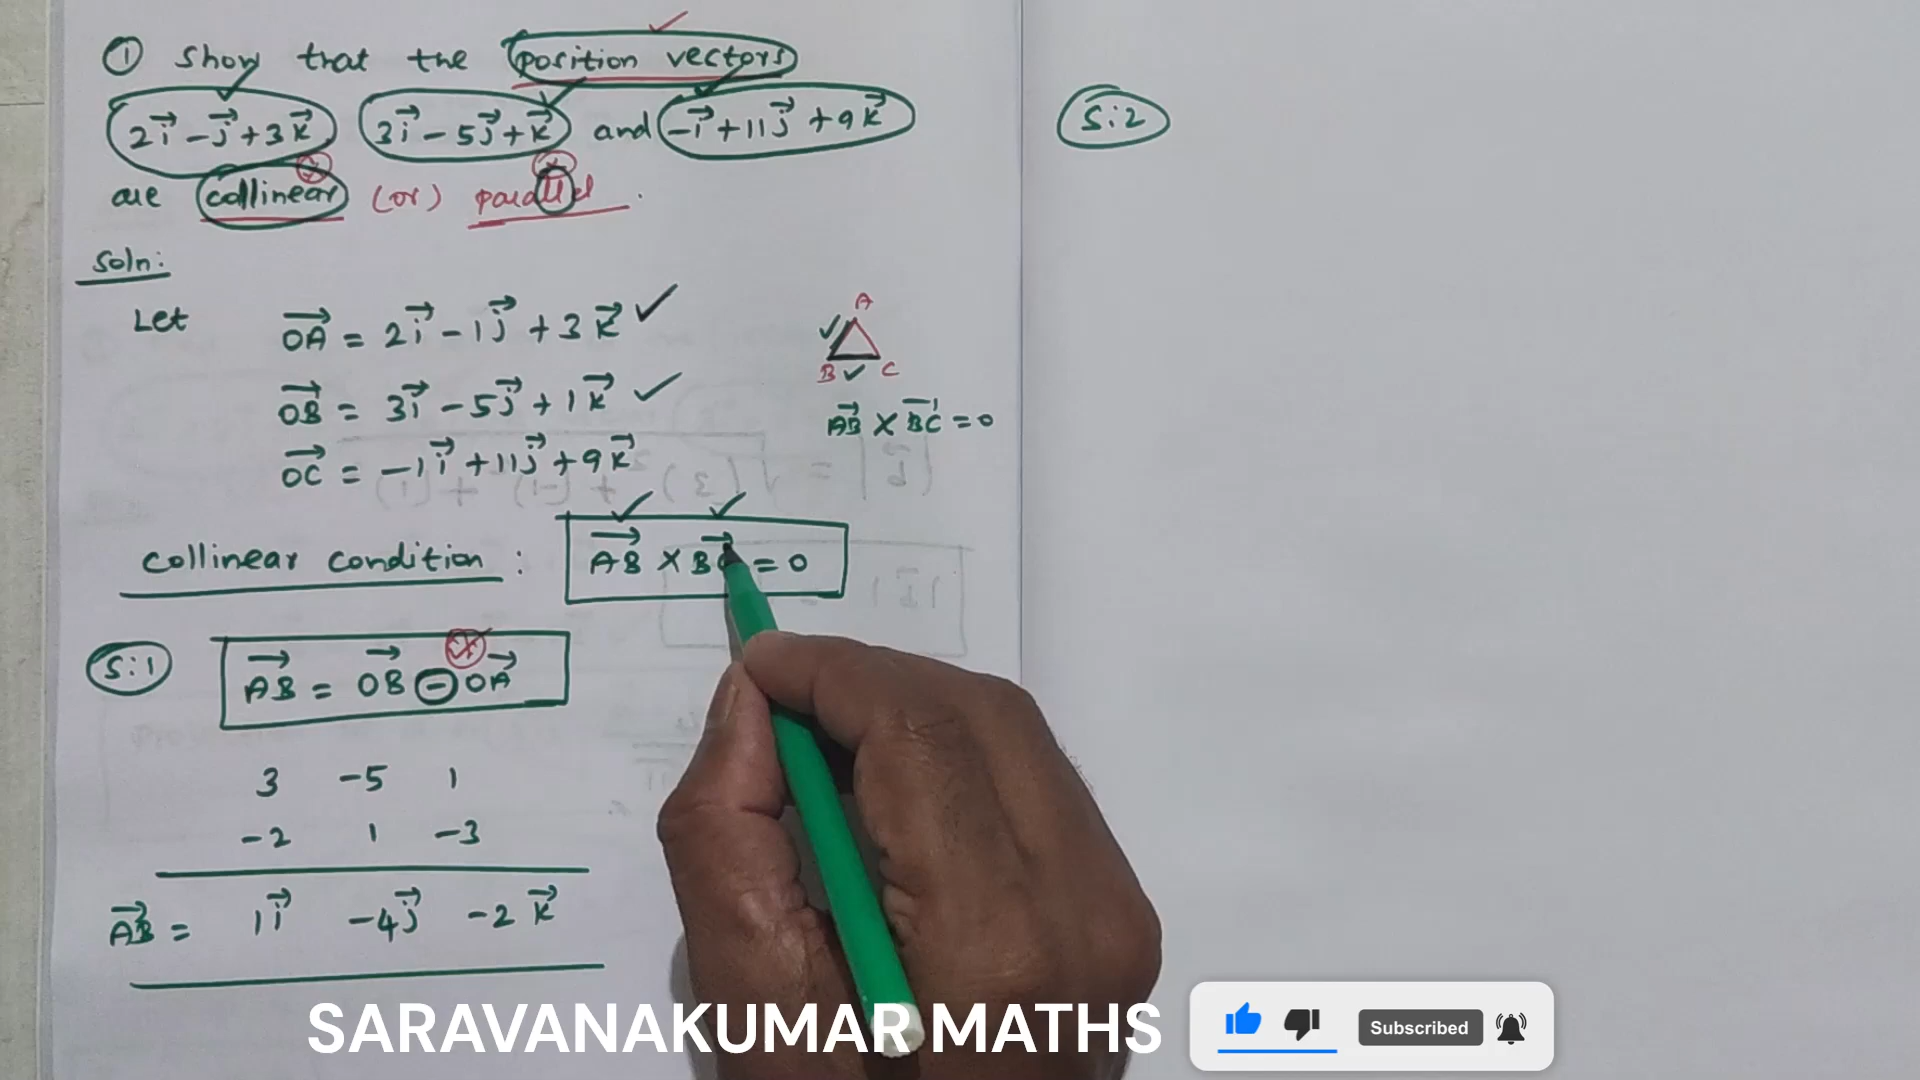 ① Show that the position vectors
2i⃗ - j⃗ + 3k⃗ 3i⃗ - 5j⃗ + k⃗ and -i⃗ + 11j⃗ + 9k⃗
are collinear (or) parallel .
Soln:
Let OA⃗ = 2i⃗ - 1j⃗ + 3k⃗
OB⃗ = 3i⃗ - 5j⃗ + 1k⃗
OC⃗ = -1i⃗ + 11j⃗ + 9k⃗
A
B C
AB⃗ × BC⃗ = 0
collinear condition : AB⃗ × BC⃗ = 0
S:1 AB⃗ = OB⃗ - OA⃗
3 -5 1
-2 1 -3
AB⃗ = 1i⃗ -4j⃗ -2k⃗
S:2
SARAVANAKUMAR MATHS
Subscribed